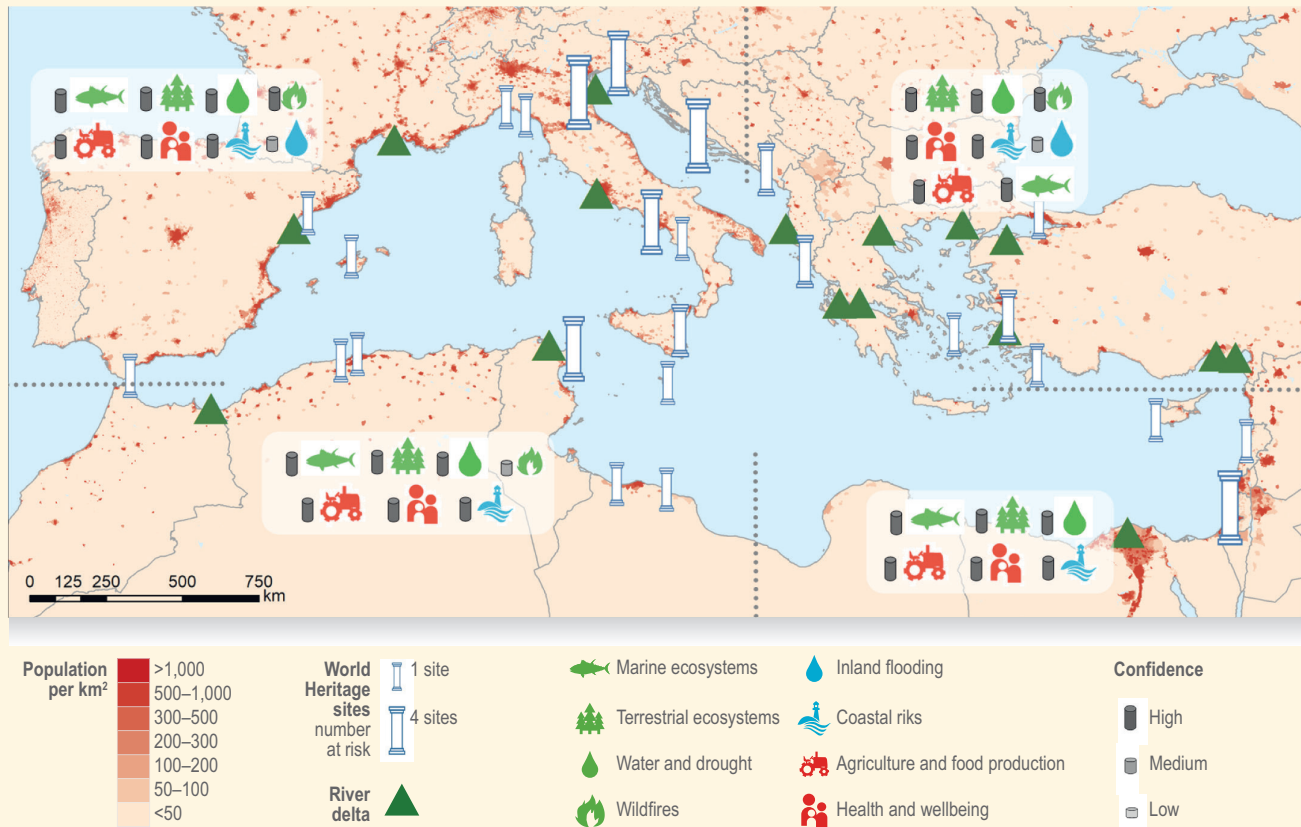 0 125 250 500 750
km
Population
per km²
>1,000
500–1,000
300–500
200–300
100–200
50–100
<50
World
Heritage
sites
number
at risk
1 site
4 sites
River
delta
Marine ecosystems
Terrestrial ecosystems
Water and drought
Wildfires
Inland flooding
Coastal riks
Agriculture and food production
Health and wellbeing
Confidence
High
Medium
Low